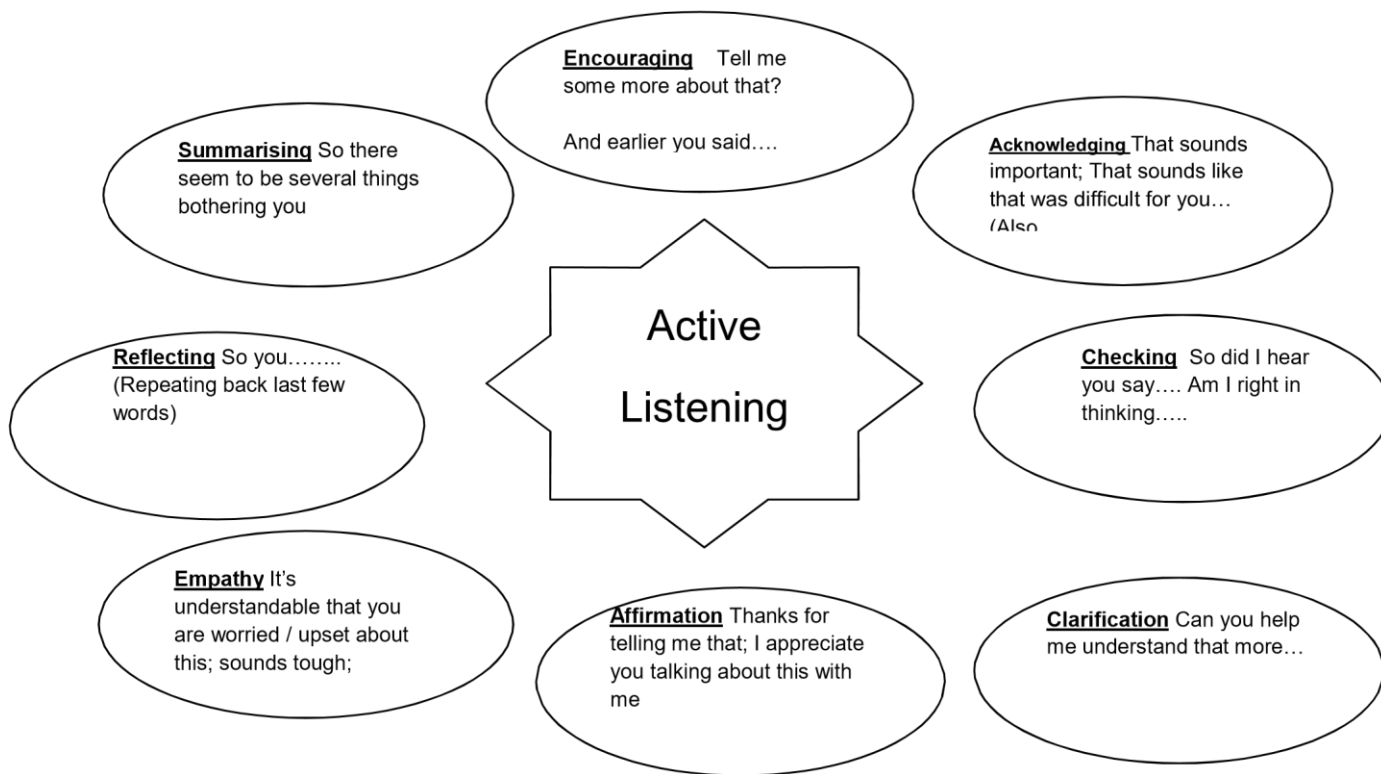 Encouraging Tell me
some more about that?
And earlier you said….
Summarising So there
seem to be several things
bothering you
Acknowledging That sounds
important; That sounds like
that was difficult for you…
(Also
Active
Listening
Reflecting So you……..
(Repeating back last few
words)
Checking So did I hear
you say…. Am I right in
thinking…..
Empathy It’s
understandable that you
are worried / upset about
this; sounds tough;
Affirmation Thanks for
telling me that; I appreciate
you talking about this with
me
Clarification Can you help
me understand that more…